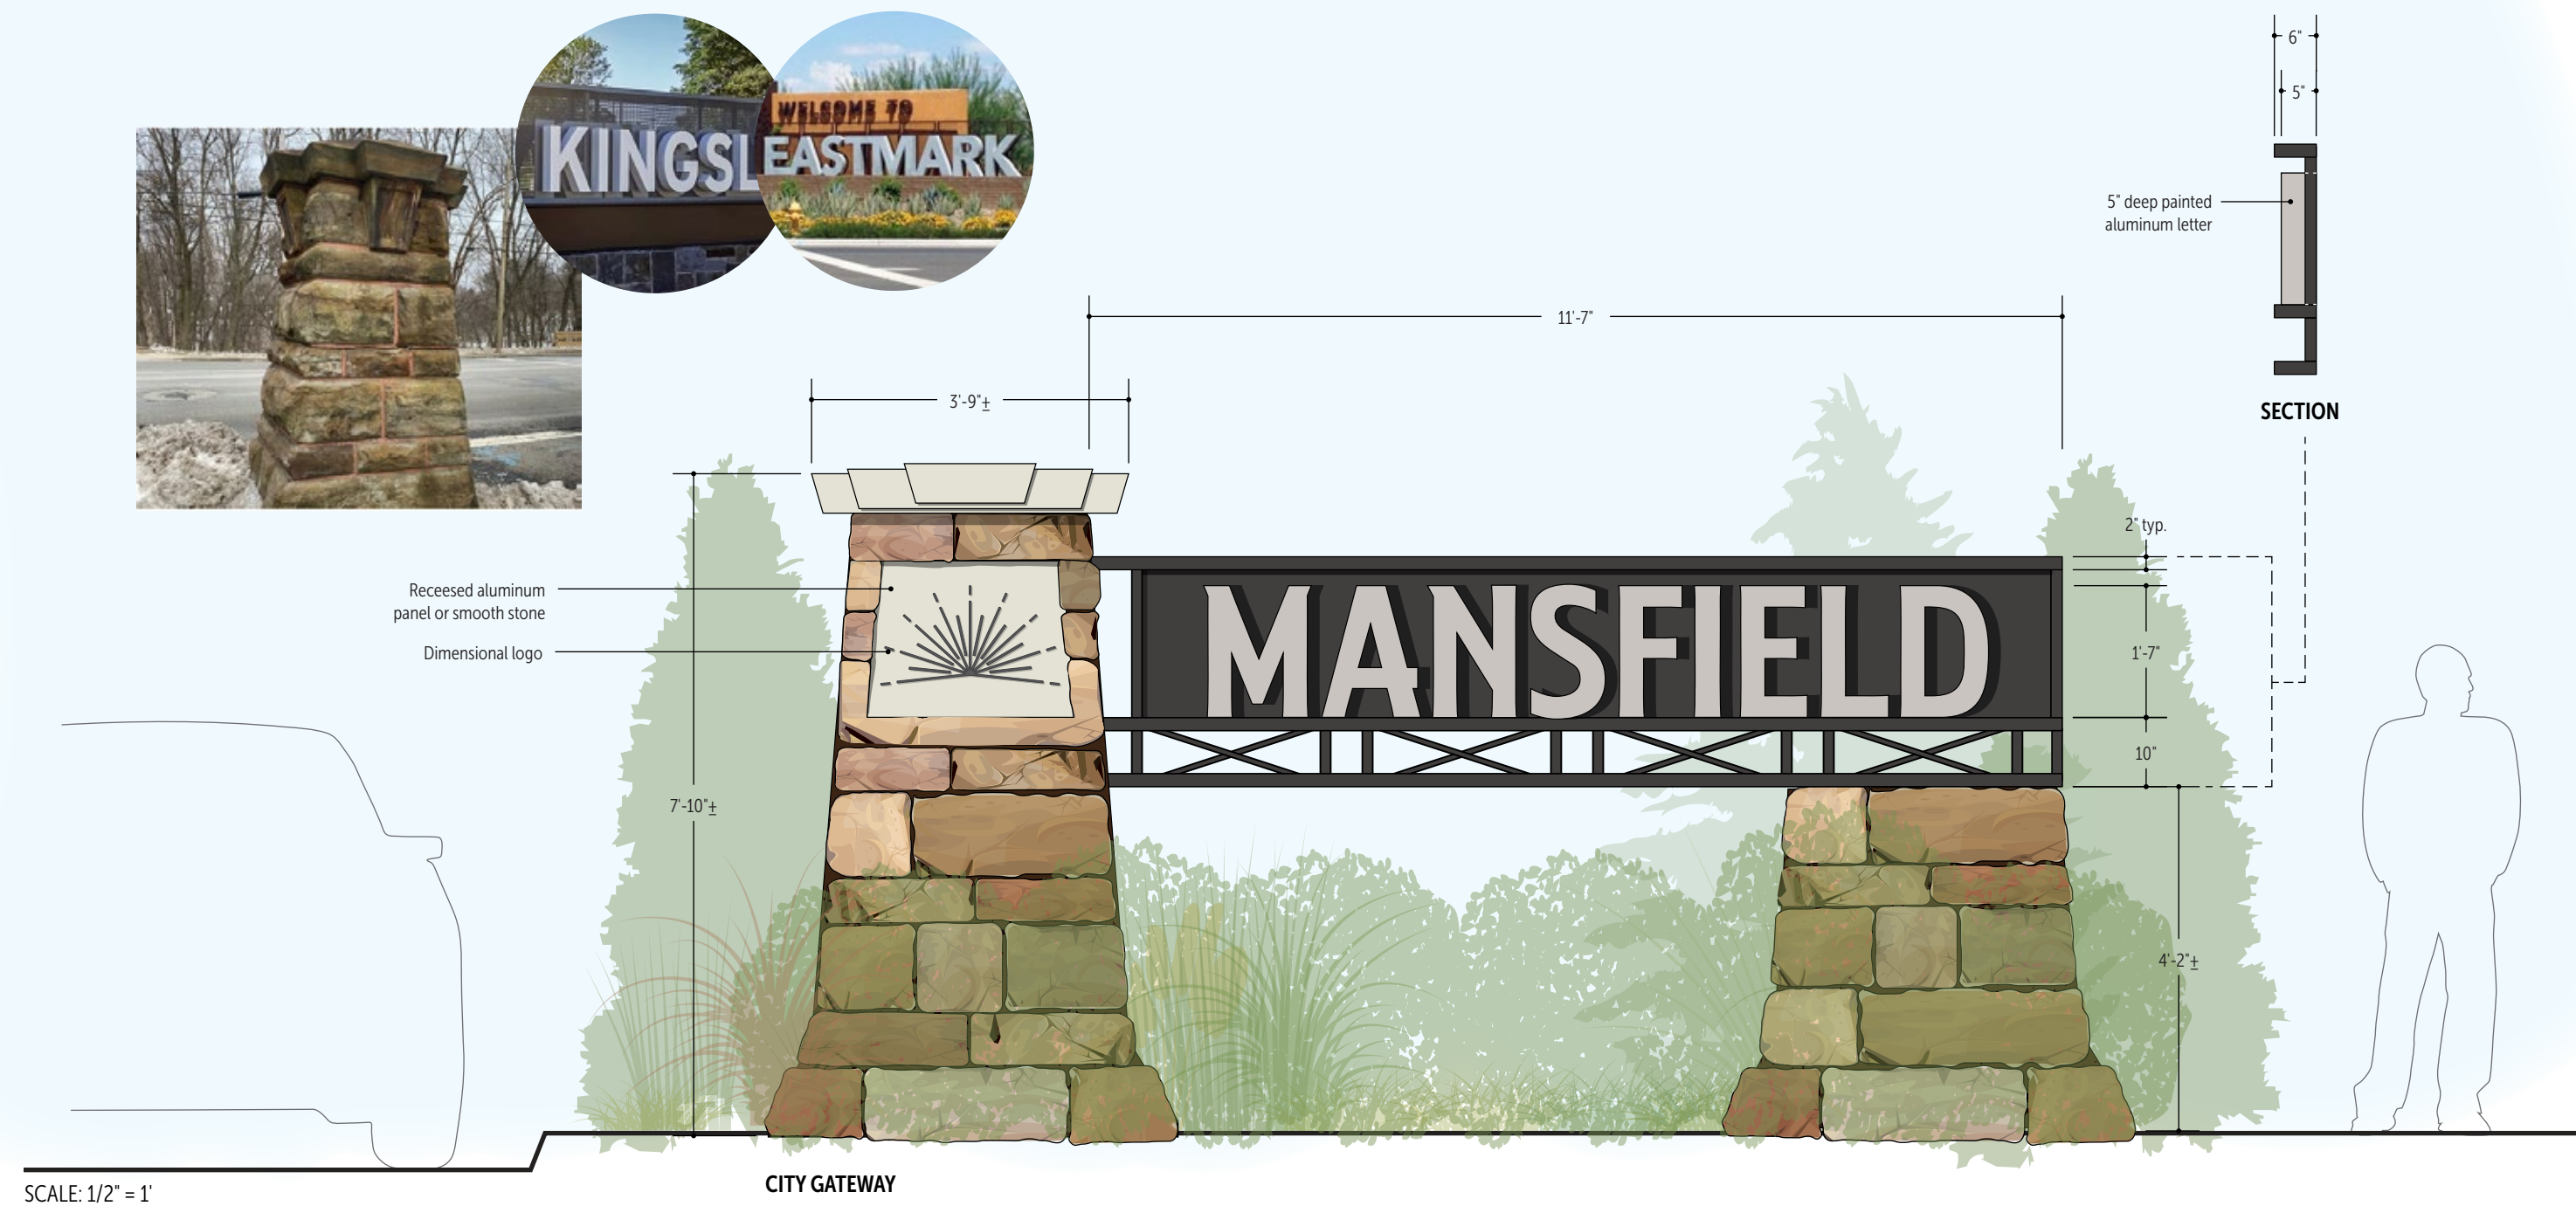 KINGSL
WELCOME TO
EASTMARK
6"
5"
5" deep painted
aluminum letter
SECTION
11'-7"
3'-9"±
2" typ.
Receesed aluminum
panel or smooth stone
Dimensional logo
MANSFIELD
1'-7"
10"
7'-10"±
4'-2"±
CITY GATEWAY
SCALE: 1/2" = 1'